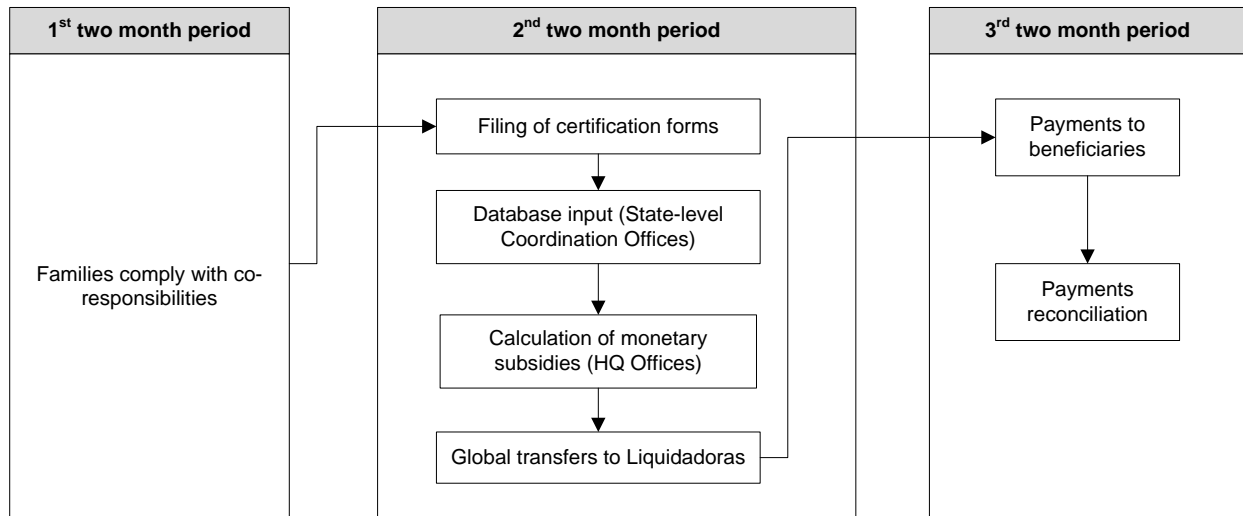 1st two month period
2nd two month period
3rd two month period
Families comply with co-
responsibilities
Filing of certification forms
Database input (State-level
Coordination Offices)
Calculation of monetary
subsidies (HQ Offices)
Global transfers to Liquidadoras
Payments to
beneficiaries
Payments
reconciliation